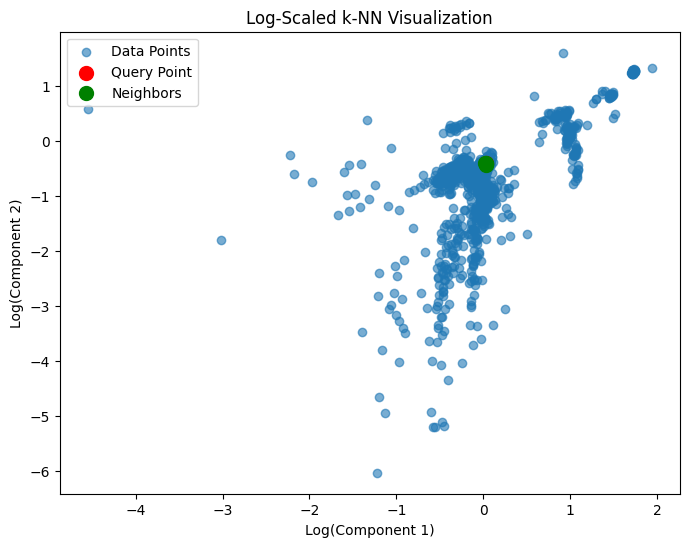 Log-Scaled k-NN Visualization
Data Points
Query Point
Neighbors
1
0
−1
−2
−3
−4
−5
−6
Log(Component 2)
−4
−3
−2
−1
0
1
2
Log(Component 1)